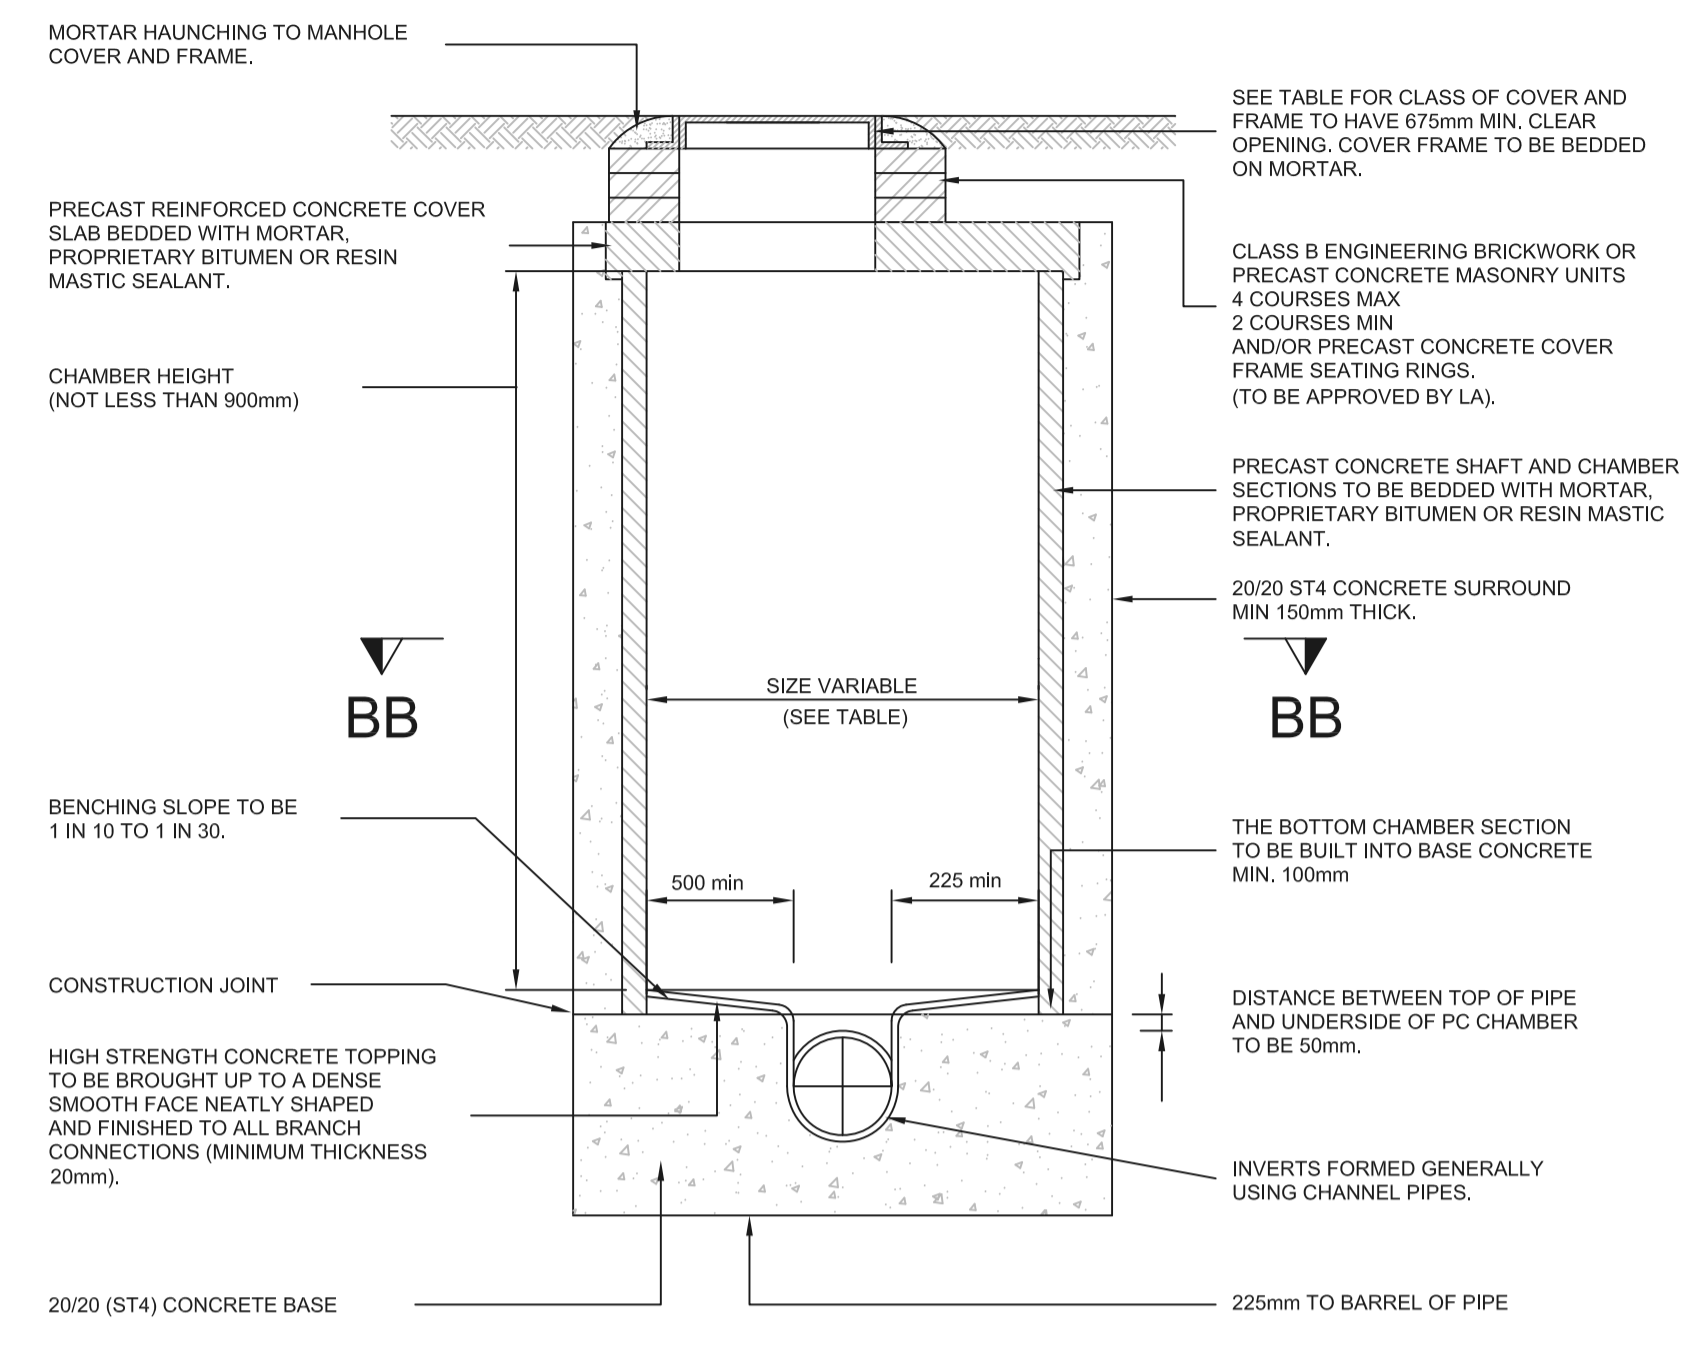 MORTAR HAUNCHING TO MANHOLE
COVER AND FRAME.
PRECAST REINFORCED CONCRETE COVER
SLAB BEDDED WITH MORTAR,
PROPRIETARY BITUMEN OR RESIN
MASTIC SEALANT.
CHAMBER HEIGHT
(NOT LESS THAN 900mm)
BB
BENCHING SLOPE TO BE
1 IN 10 TO 1 IN 30.
CONSTRUCTION JOINT
HIGH STRENGTH CONCRETE TOPPING
TO BE BROUGHT UP TO A DENSE
SMOOTH FACE NEATLY SHAPED
AND FINISHED TO ALL BRANCH
CONNECTIONS (MINIMUM THICKNESS
20mm).
20/20 (ST4) CONCRETE BASE
SIZE VARIABLE
(SEE TABLE)
500 min
225 min
SEE TABLE FOR CLASS OF COVER AND
FRAME TO HAVE 675mm MIN. CLEAR
OPENING. COVER FRAME TO BE BEDDED
ON MORTAR.
CLASS B ENGINEERING BRICKWORK OR
PRECAST CONCRETE MASONRY UNITS
4 COURSES MAX
2 COURSES MIN
AND/OR PRECAST CONCRETE COVER
FRAME SEATING RINGS.
(TO BE APPROVED BY LA).
PRECAST CONCRETE SHAFT AND CHAMBER
SECTIONS TO BE BEDDED WITH MORTAR,
PROPRIETARY BITUMEN OR RESIN MASTIC
SEALANT.
20/20 ST4 CONCRETE SURROUND
MIN 150mm THICK.
BB
THE BOTTOM CHAMBER SECTION
TO BE BUILT INTO BASE CONCRETE
MIN. 100mm
DISTANCE BETWEEN TOP OF PIPE
AND UNDERSIDE OF PC CHAMBER
TO BE 50mm.
INVERTS FORMED GENERALLY
USING CHANNEL PIPES.
225mm TO BARREL OF PIPE